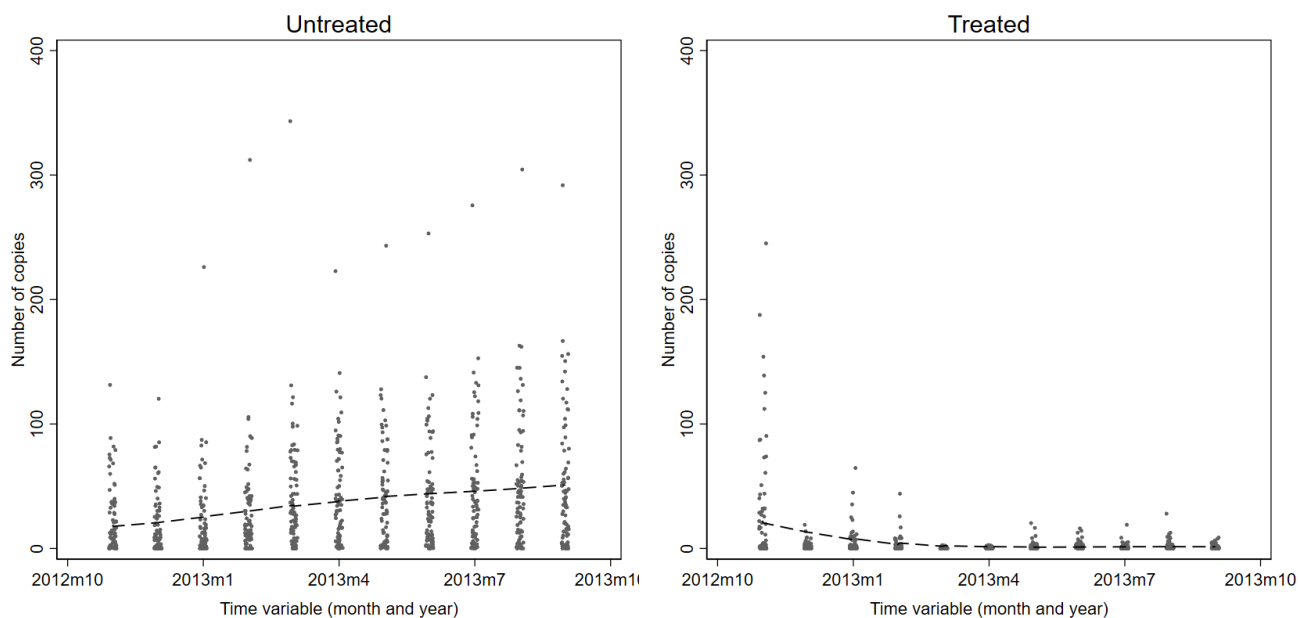 Untreated
Number of copies
400
300
200
100
0
2012m10 2013m1 2013m4 2013m7 2013m1
Time variable (month and year)
Treated
Number of copies
400
300
200
100
0
2012m10 2013m1 2013m4 2013m7 2013m10
Time variable (month and year)